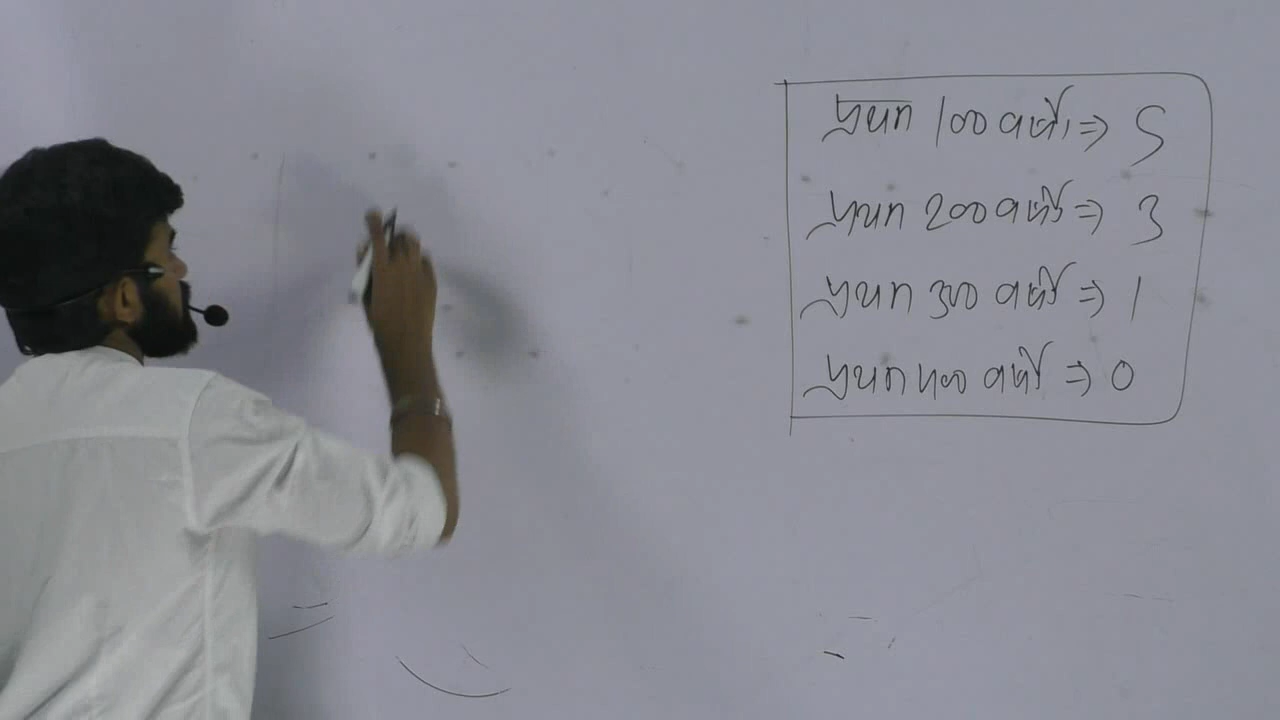 પ્રથમ 100 વર્ષ ⇒ 5
પ્રથમ 200 વર્ષ ⇒ 3
પ્રથમ 300 વર્ષ ⇒ 1
પ્રથમ 400 વર્ષ ⇒ 0